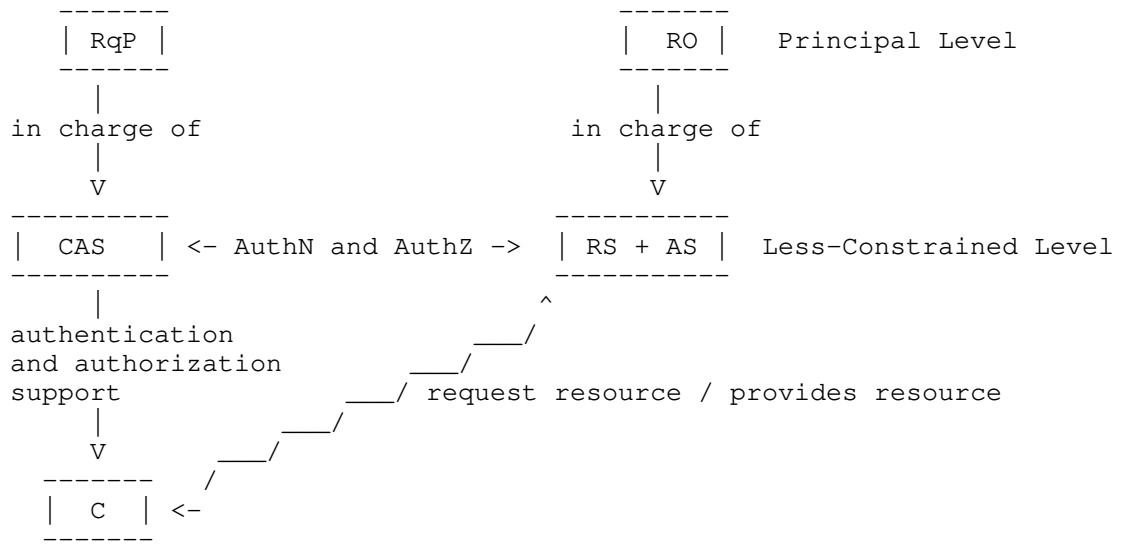 RqP RO Principal Level
in charge of in charge of
V V
CAS <- AuthN and AuthZ -> RS + AS Less-Constrained Level
^
authentication
and authorization
support request resource / provides resource
V
C <-